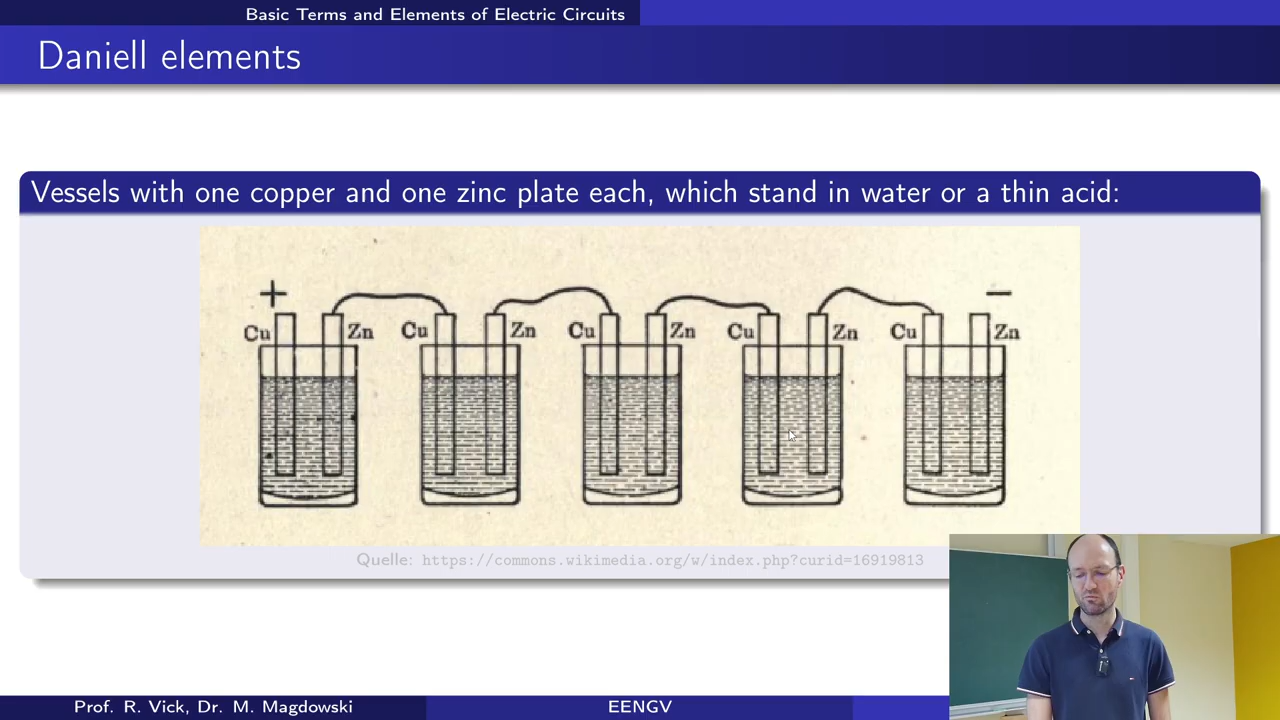 Basic Terms and Elements of Electric Circuits
Daniell elements
Vessels with one copper and one zinc plate each, which stand in water or a thin acid:
+ −
Cu Zn Cu Zn Cu Zn Cu Zn Cu Zn
Quelle: https://commons.wikimedia.org/w/index.php?curid=16919813
Prof. R. Vick, Dr. M. Magdowski EENGV